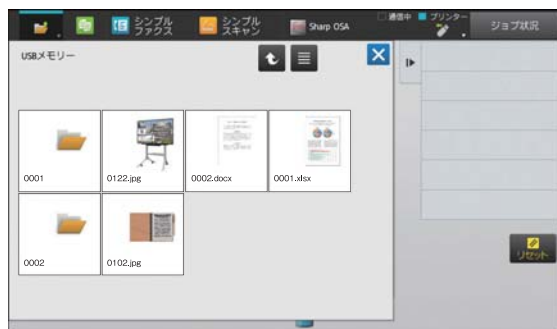 シンプル
ファクス
シンプル
スキャン
Sharp OSA
通信中
プリンター
ジョブ状況
USBメモリー
0001
0122.jpg
0002.docx
0001.xlsx
0002
0102.jpg
リセット